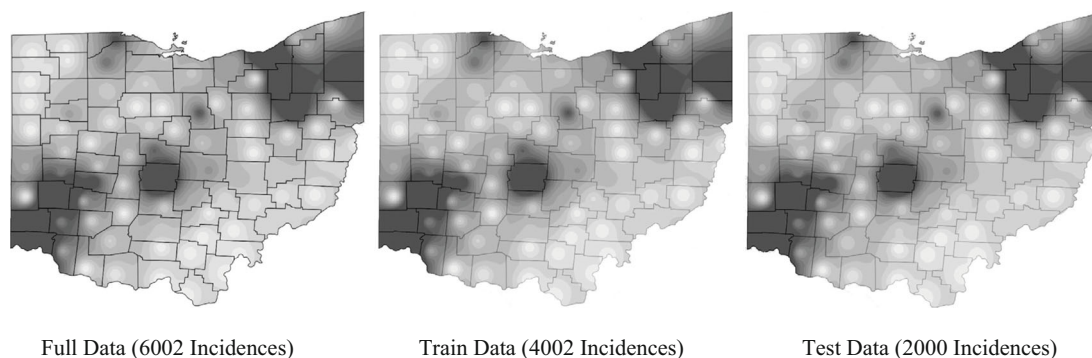 Full Data (6002 Incidences)
Train Data (4002 Incidences)
Test Data (2000 Incidences)